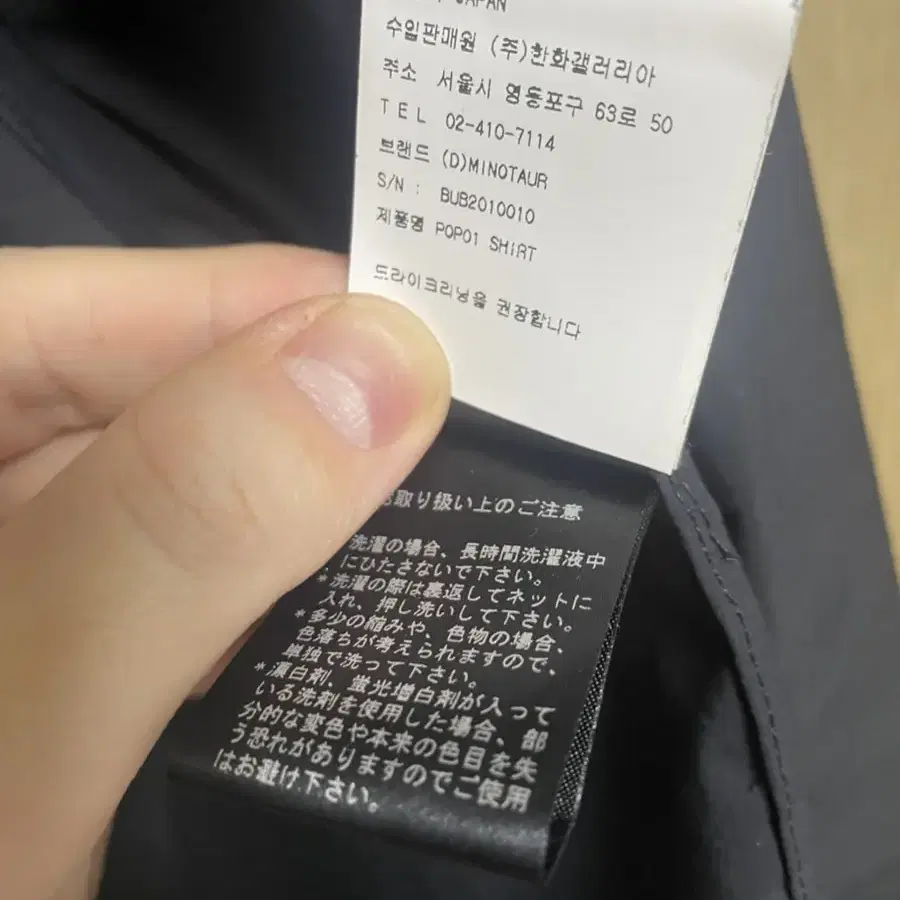 JAPAN
수입판매원 (주)한화갤러리아
주소 서울시 영등포구 63로 50
TEL 02-410-7114
브랜드 (D)MINOTAUR
S/N : BUB2010010
제품명 POP01 SHIRT
드라이크리닝을 권장합니다
取り扱い上のご注意
洗濯の場合、長時間洗濯液中
にひたさないで下さい。
*洗濯の際は裏返してネットに
入れ、押し洗いして下さい。
*多少の縮みや、色物の場合、
色落ちが考えられますので、
単独で洗って下さい。
*漂白剤、蛍光増白剤が入って
いる洗剤を使用した場合、部
分的な変色や本来の色目を失
う恐れがありますのでご使用
はお避け下さい。